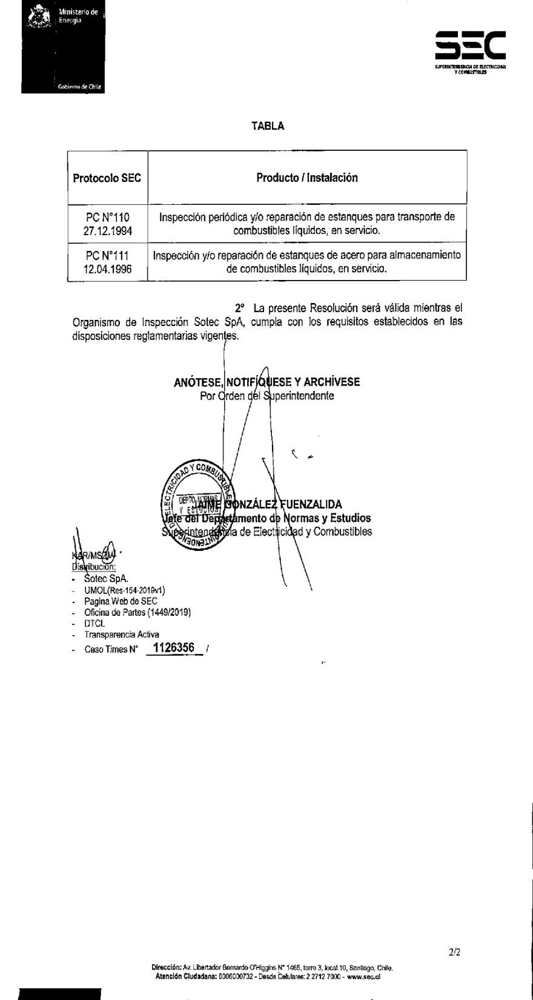 Ministerio de
Energía
Gobierno de Chile
SEC
SUPERINTENDENCIA DE ELECTRICIDAD
Y COMBUSTIBLES
TABLA
Protocolo SEC
Producto / Instalación
PC N°110
27.12.1994
Inspección periódica y/o reparación de estanques para transporte de
combustibles líquidos, en servicio.
PC N°111
12.04.1996
Inspección y/o reparación de estanques de acero para almacenamiento
de combustibles líquidos, en servicio.
2° La presente Resolución será válida mientras el
Organismo de Inspección Sotec SpA, cumpla con los requisitos establecidos en las
disposiciones reglamentarias vigentes.
ANÓTESE, NOTIFÍQUESE Y ARCHÍVESE
Por Orden del Superintendente
SUPERINTENDENCIA DE ELECTRICIDAD Y COMBUSTIBLES
DEPTO. NORMAS
Y ESTUDIOS
JAIME GONZÁLEZ FUENZALIDA
Jefe del Departamento de Normas y Estudios
Superintendencia de Electricidad y Combustibles
Distribución:
- Sotec SpA.
- UMOL(Res-154-2019v1)
- Pagina Web de SEC
- Oficina de Partes (1449/2019)
- DTCL
- Transparencia Activa
- Caso Times N° 1126356 /
2/2
Dirección: Av. Libertador Bernardo O'Higgins N° 1465, torre 3, local 10, Santiago, Chile.
Atención Ciudadana: 6006000732 - Desde Celulares: 2 2712 7000 - www.sec.cl